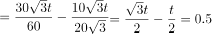 = \frac{30\sqrt{3}t}{60} - \frac{10\sqrt{3}t}{20\sqrt{3}} = \frac{\sqrt{3}t}{2} - \frac{t}{2} = 0.5